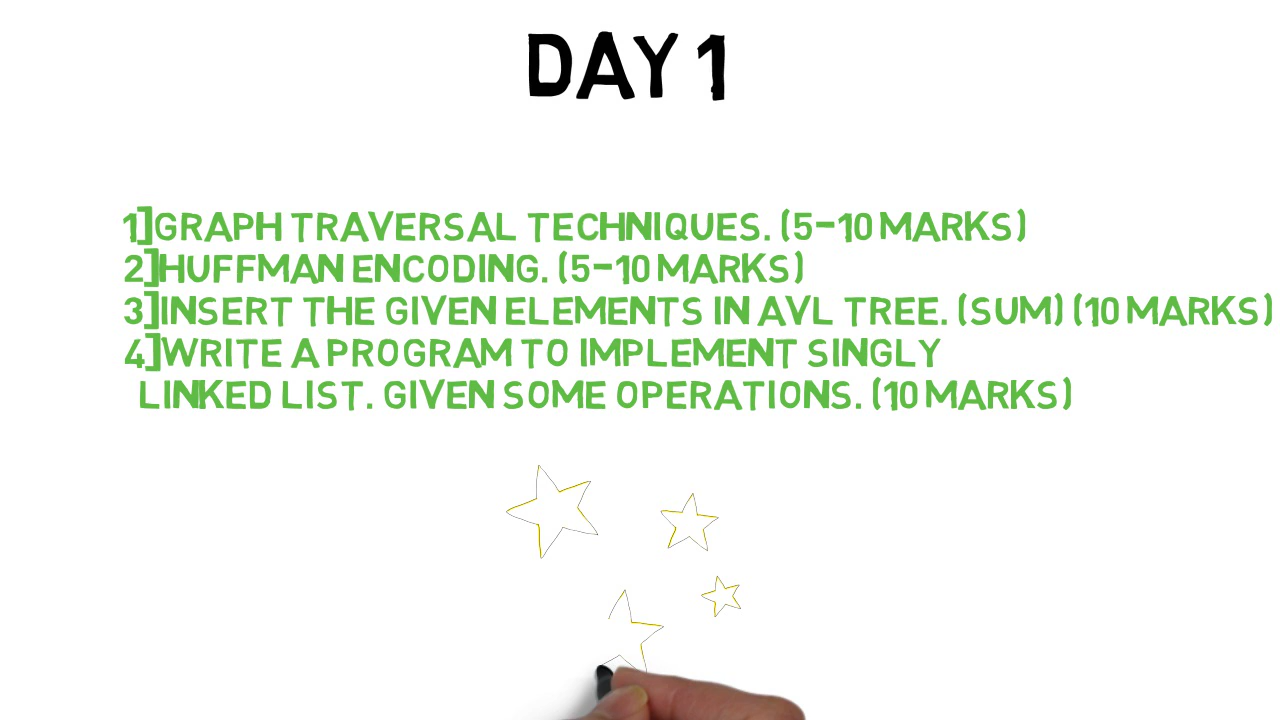 DAY 1
1]GRAPH TRAVERSAL TECHNIQUES. (5-10 MARKS)
2]HUFFMAN ENCODING. (5-10 MARKS)
3]INSERT THE GIVEN ELEMENTS IN AVL TREE. (SUM) (10 MARKS)
4]WRITE A PROGRAM TO IMPLEMENT SINGLY
LINKED LIST. GIVEN SOME OPERATIONS. (10 MARKS)